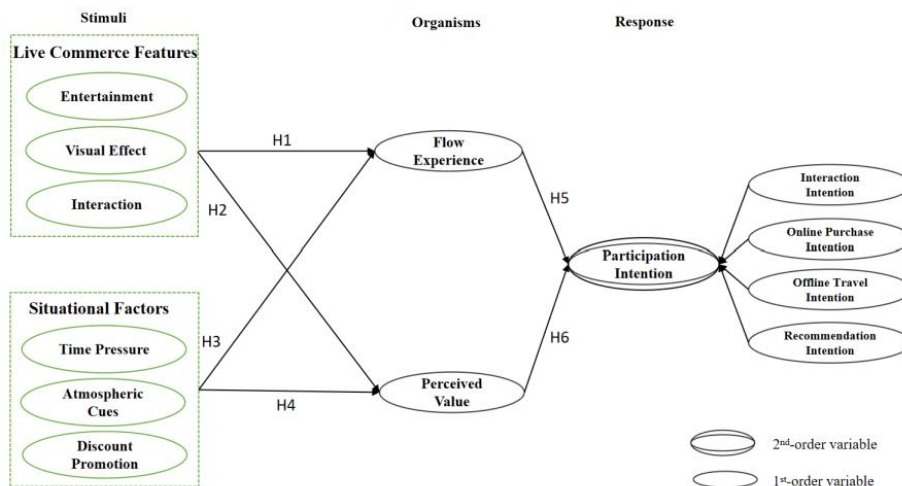 Stimuli
Organisms
Response
Live Commerce Features
Entertainment
Visual Effect
Interaction
H1
H2
Flow
Experience
H5
Interaction
Intention
Online Purchase
Intention
Participation
Intention
Offline Travel
Intention
Recommendation
Intention
Situational Factors
Time Pressure
Atmospheric
Cues
Discount
Promotion
H3
H4
H6
Perceived
Value
2nd-order variable
1st-order variable